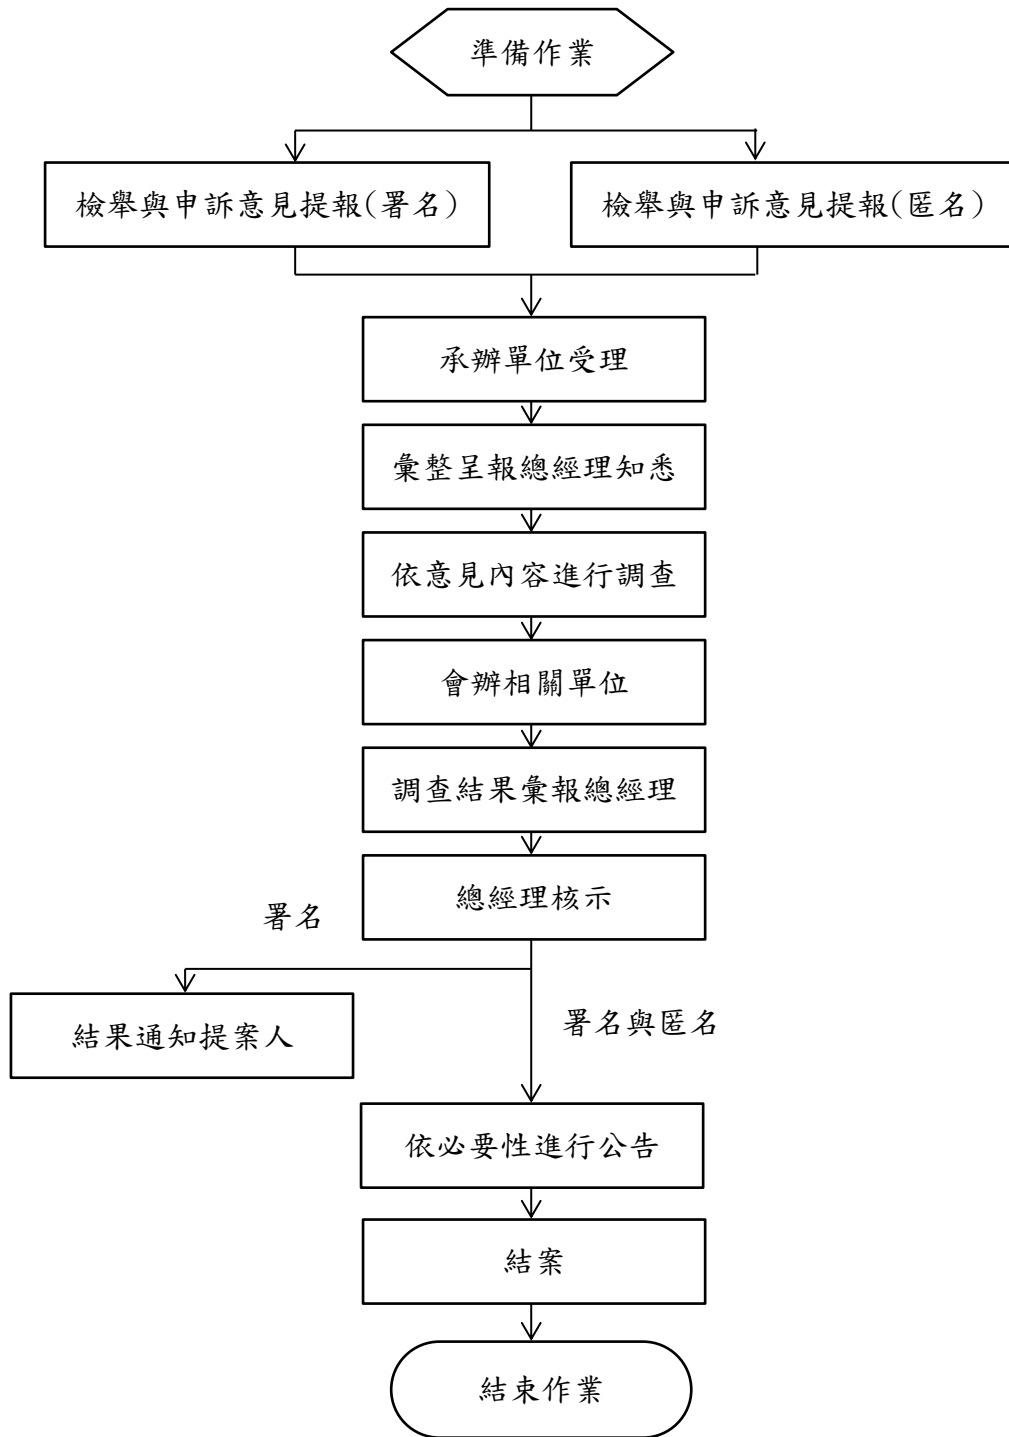 準備作業
檢舉與申訴意見提報(署名)
檢舉與申訴意見提報(匿名)
承辦單位受理
彙整呈報總經理知悉
依意見內容進行調查
會辦相關單位
調查結果彙報總經理
總經理核示
署名
結果通知提案人
署名與匿名
依必要性進行公告
結案
結束作業